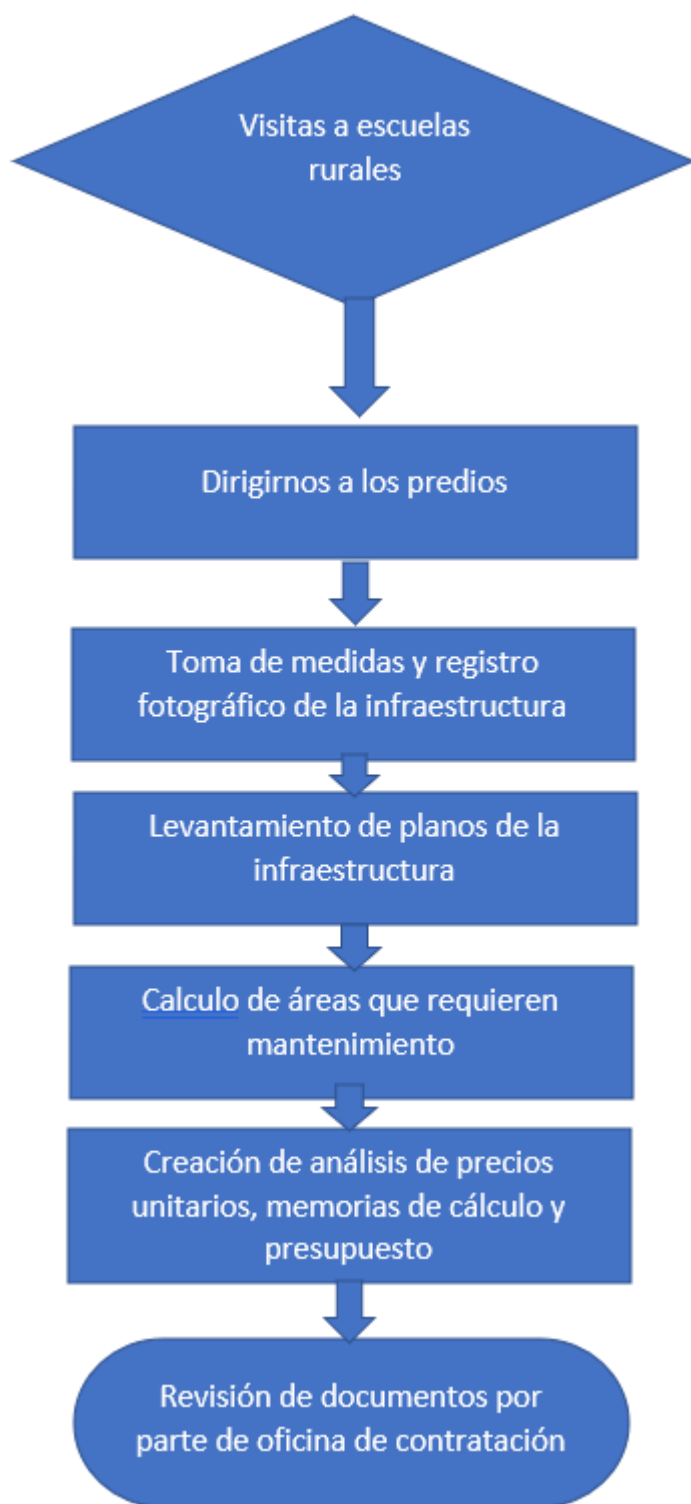 Visitas a escuelas
rurales
Dirigirnos a los predios
Toma de medidas y registro
fotográfico de la infraestructura
Levantamiento de planos de la
infraestructura
Calculo de áreas que requieren
mantenimiento
Creación de análisis de precios
unitarios, memorias de cálculo y
presupuesto
Revisión de documentos por
parte de oficina de contratación